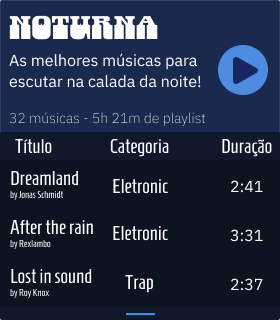 NOTURNA
As melhores músicas para
escutar na calada da noite!
32 músicas - 5h 21m de playlist
Título Categoria Duração
Dreamland Eletronic 2:41
by Jonas Schmidt
After the rain Eletronic 3:31
by Rexlambo
Lost in sound Trap 2:37
by Roy Knox